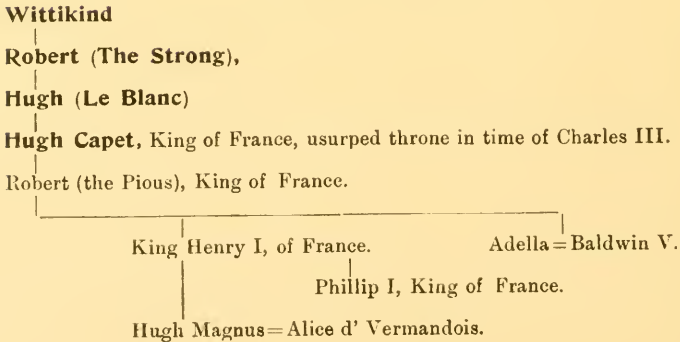 Wittikind
Robert (The Strong),
Hugh (Le Blanc)
Hugh Capet, King of France, usurped throne in time of Charles III.
Robert (the Pious), King of France.
King Henry I, of France. Adella=Baldwin V.
Phillip I, King of France.
Hugh Magnus=Alice d' Vermandois.